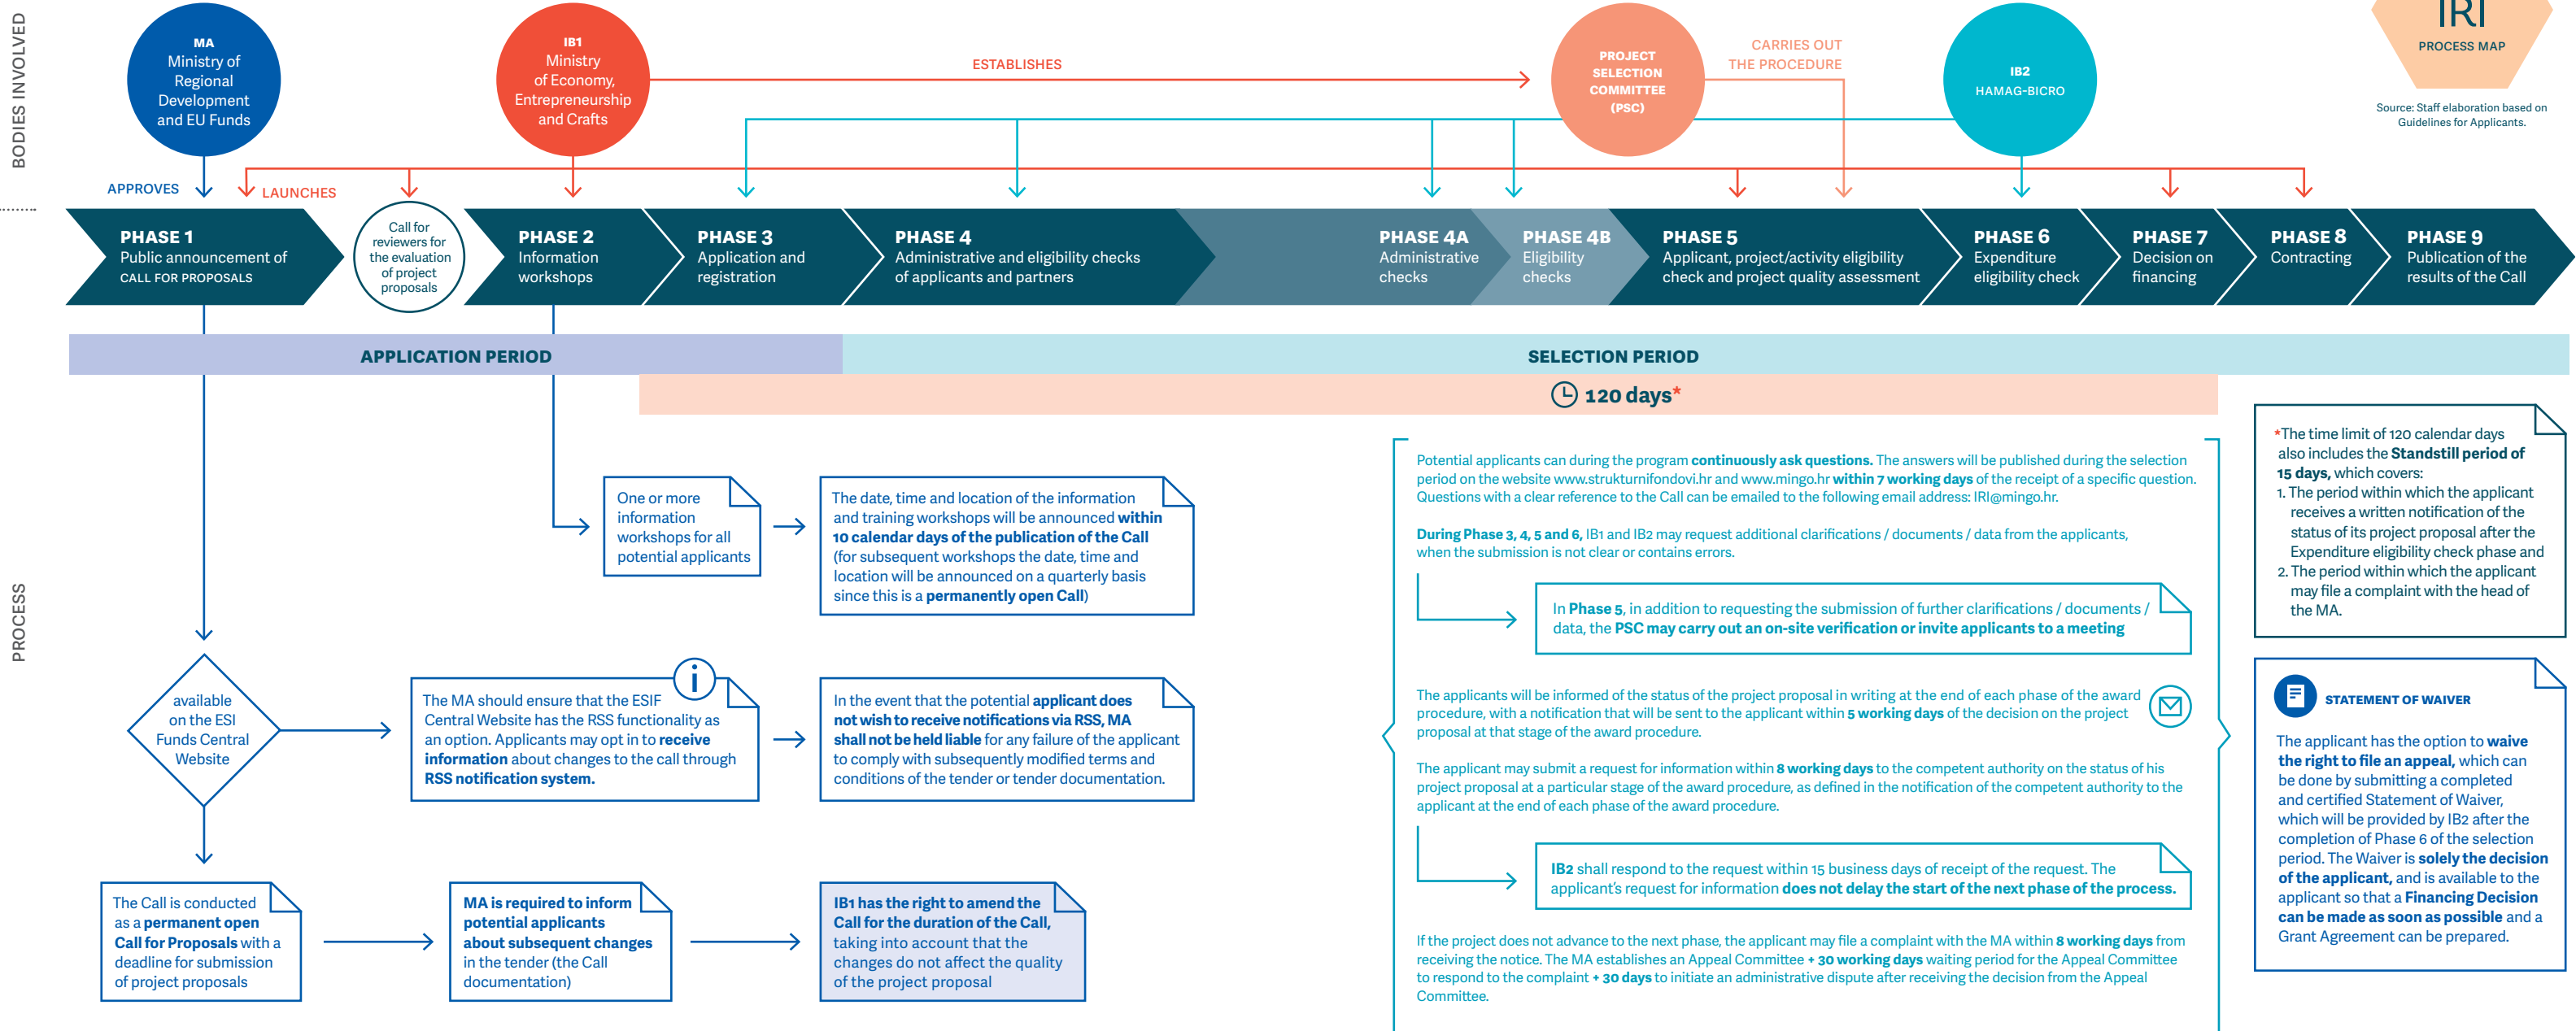 BODIES INVOLVED
MA
Ministry of
Regional
Development
and EU Funds
IB1
Ministry
of Economy,
Entrepreneurship
and Crafts
ESTABLISHES
PROJECT
SELECTION
COMMITTEE
(PSC)
CARRIES OUT
THE PROCEDURE
IB2
HAMAG-BICRO
IRI
PROCESS MAP
Source: Staff elaboration based on
Guidelines for Applicants.
APPROVES
LAUNCHES
PHASE 1
Public announcement of
CALL FOR PROPOSALS
Call for
reviewers for
the evaluation
of project
proposals
PHASE 2
Information
workshops
PHASE 3
Application and
registration
PHASE 4
Administrative and eligibility checks
of applicants and partners
PHASE 4A
Administrative
checks
PHASE 4B
Eligibility
checks
PHASE 5
Applicant, project/activity eligibility
check and project quality assessment
PHASE 6
Expenditure
eligibility check
PHASE 7
Decision on
financing
PHASE 8
Contracting
PHASE 9
Publication of the
results of the Call
APPLICATION PERIOD
SELECTION PERIOD
120 days*
PROCESS
One or more
information
workshops for all
potential applicants
The date, time and location of the information
and training workshops will be announced within
10 calendar days of the publication of the Call
(for subsequent workshops the date, time and
location will be announced on a quarterly basis
since this is a permanently open Call)
available
on the ESI
Funds Central
Website
i
The MA should ensure that the ESIF
Central Website has the RSS functionality as
an option. Applicants may opt in to receive
information about changes to the call through
RSS notification system.
In the event that the potential applicant does
not wish to receive notifications via RSS, MA
shall not be held liable for any failure of the applicant
to comply with subsequently modified terms and
conditions of the tender or tender documentation.
The Call is conducted
as a permanent open
Call for Proposals with a
deadline for submission
of project proposals
MA is required to inform
potential applicants
about subsequent changes
in the tender (the Call
documentation)
IB1 has the right to amend the
Call for the duration of the Call,
taking into account that the
changes do not affect the quality
of the project proposal
Potential applicants can during the program continuously ask questions. The answers will be published during the selection
period on the website www.strukturnifondovi.hr and www.mingo.hr within 7 working days of the receipt of a specific question.
Questions with a clear reference to the Call can be emailed to the following email address: IRI@mingo.hr.
During Phase 3, 4, 5 and 6, IB1 and IB2 may request additional clarifications / documents / data from the applicants,
when the submission is not clear or contains errors.
In Phase 5, in addition to requesting the submission of further clarifications / documents /
data, the PSC may carry out an on-site verification or invite applicants to a meeting
The applicants will be informed of the status of the project proposal in writing at the end of each phase of the award
procedure, with a notification that will be sent to the applicant within 5 working days of the decision on the project
proposal at that stage of the award procedure.
The applicant may submit a request for information within 8 working days to the competent authority on the status of his
project proposal at a particular stage of the award procedure, as defined in the notification of the competent authority to the
applicant at the end of each phase of the award procedure.
IB2 shall respond to the request within 15 business days of receipt of the request. The
applicant's request for information does not delay the start of the next phase of the process.
If the project does not advance to the next phase, the applicant may file a complaint with the MA within 8 working days from
receiving the notice. The MA establishes an Appeal Committee + 30 working days waiting period for the Appeal Committee
to respond to the complaint + 30 days to initiate an administrative dispute after receiving the decision from the Appeal
Committee.
*The time limit of 120 calendar days
also includes the Standstill period of
15 days, which covers:
1. The period within which the applicant
receives a written notification of the
status of its project proposal after the
Expenditure eligibility check phase and
2. The period within which the applicant
may file a complaint with the head of
the MA.
STATEMENT OF WAIVER
The applicant has the option to waive
the right to file an appeal, which can
be done by submitting a completed
and certified Statement of Waiver,
which will be provided by IB2 after the
completion of Phase 6 of the selection
period. The Waiver is solely the decision
of the applicant, and is available to the
applicant so that a Financing Decision
can be made as soon as possible and a
Grant Agreement can be prepared.